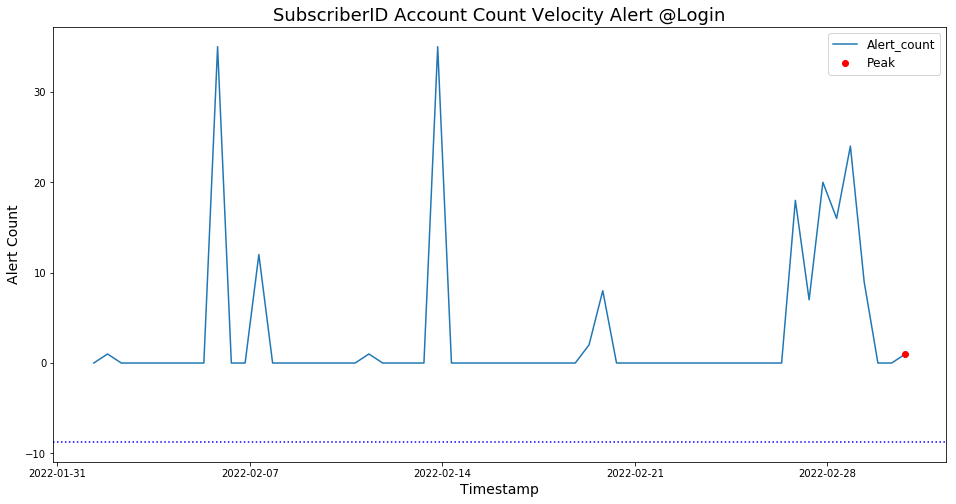 SubscriberID Account Count Velocity Alert @Login
Alert_count
Peak
Alert Count
30
20
10
0
−10
2022-01-31
2022-02-07
2022-02-14
2022-02-21
2022-02-28
Timestamp